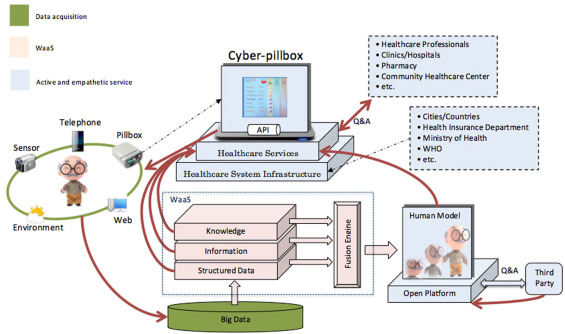 Data acquisition
WaaS
Active and empathetic service
Cyber-pillbox
API
Healthcare Services
Healthcare System Infrastructure
• Healthcare Professionals
• Clinics/Hospitals
• Pharmacy
• Community Healthcare Center
• etc.
Q&A
• Cities/Countries
• Health Insurance Department
• Ministry of Health
• WHO
• etc.
Telephone
Sensor
Pillbox
Environment
Web
WaaS
Knowledge
Information
Structured Data
Fusion Engine
Big Data
Human Model
Open Platform
Q&A
Third
Party